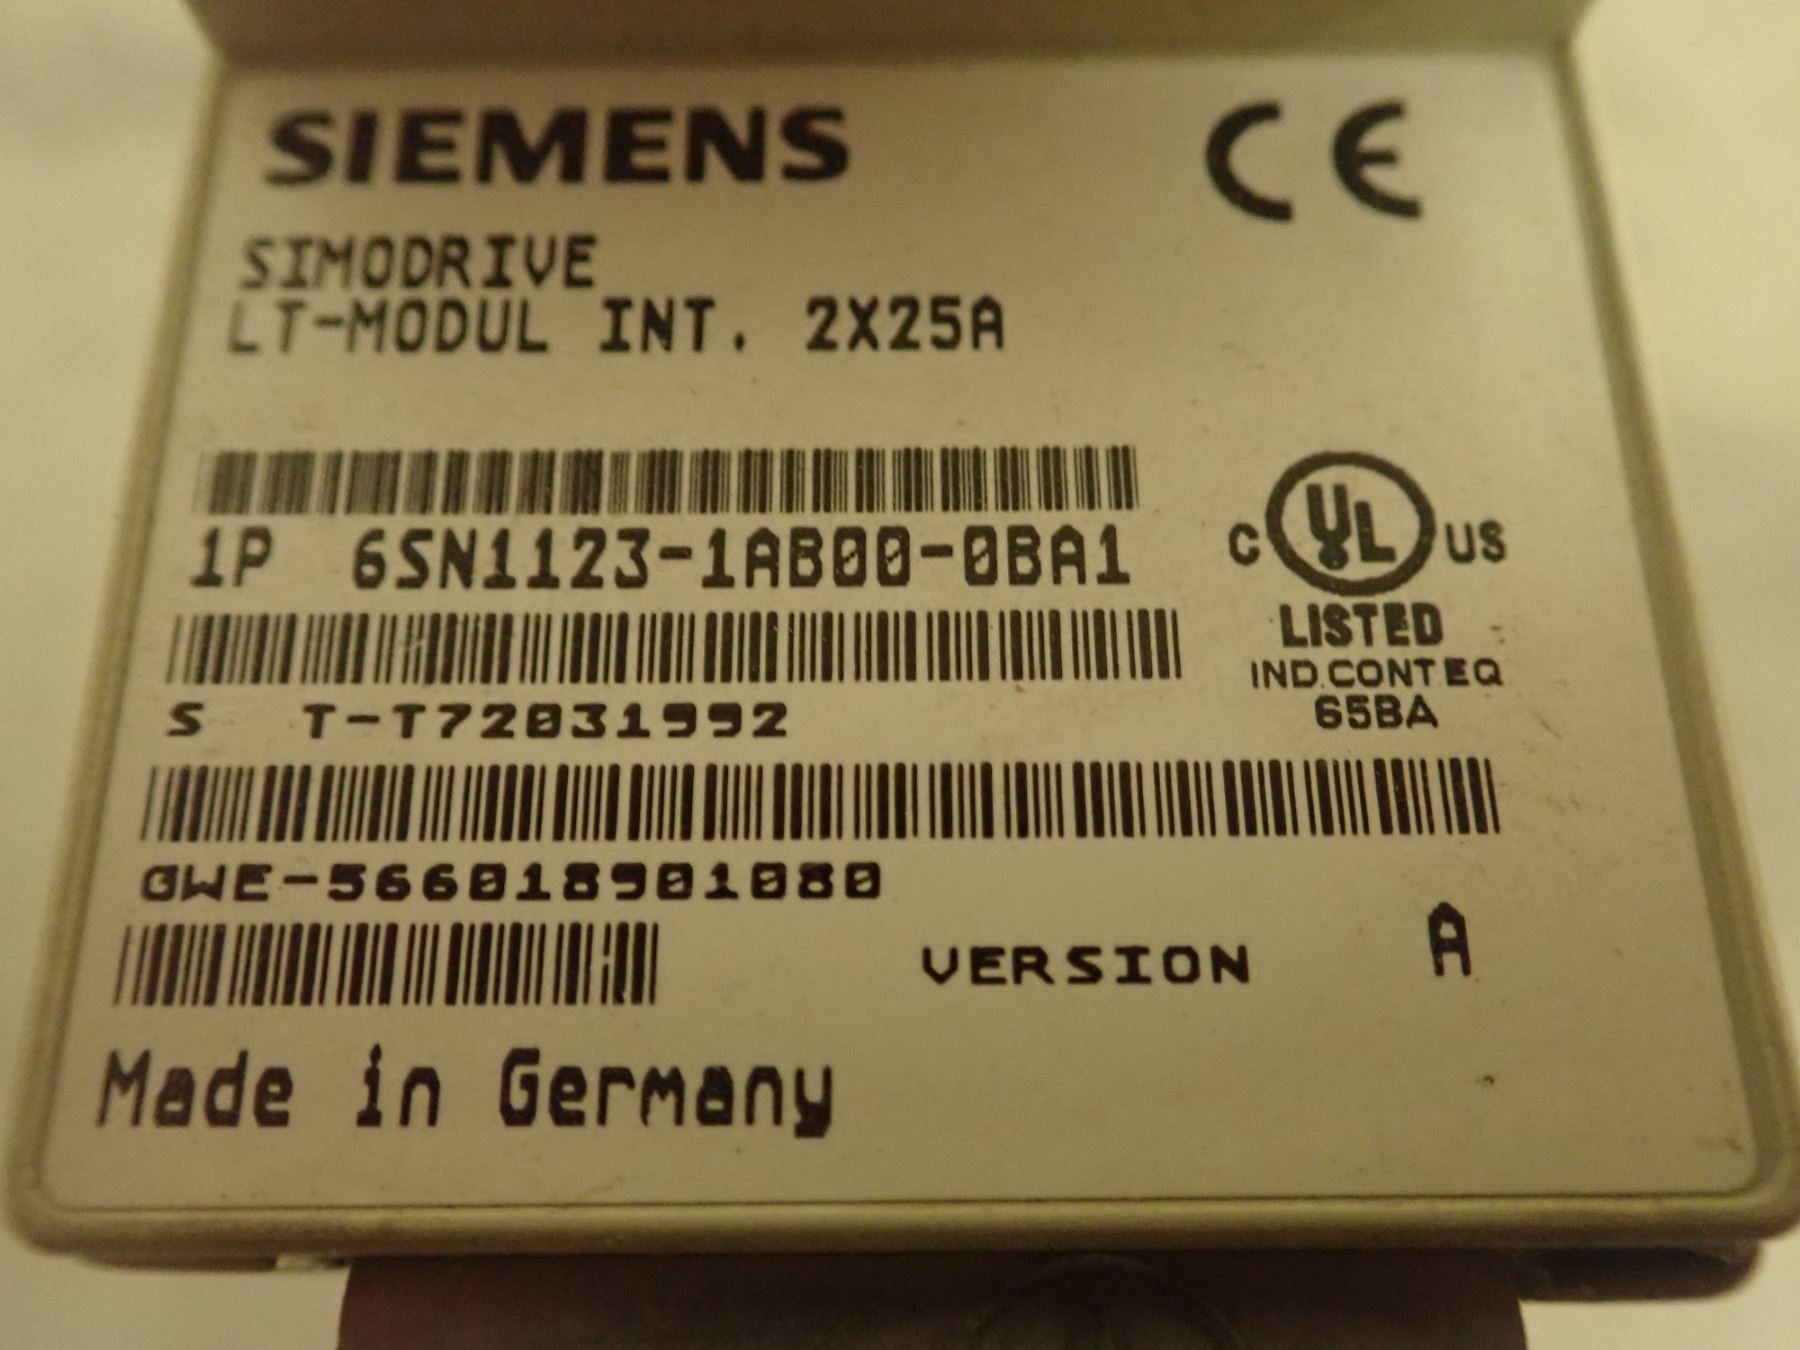 SIEMENS
CE
SIMODRIVE
LT-MODUL INT. 2X25A
1P 6SN1123-1AB00-0BA1
C UL US
LISTED
IND.CONT EQ
65BA
S T-T72031992
GWE-566018901080
VERSION A
Made in Germany